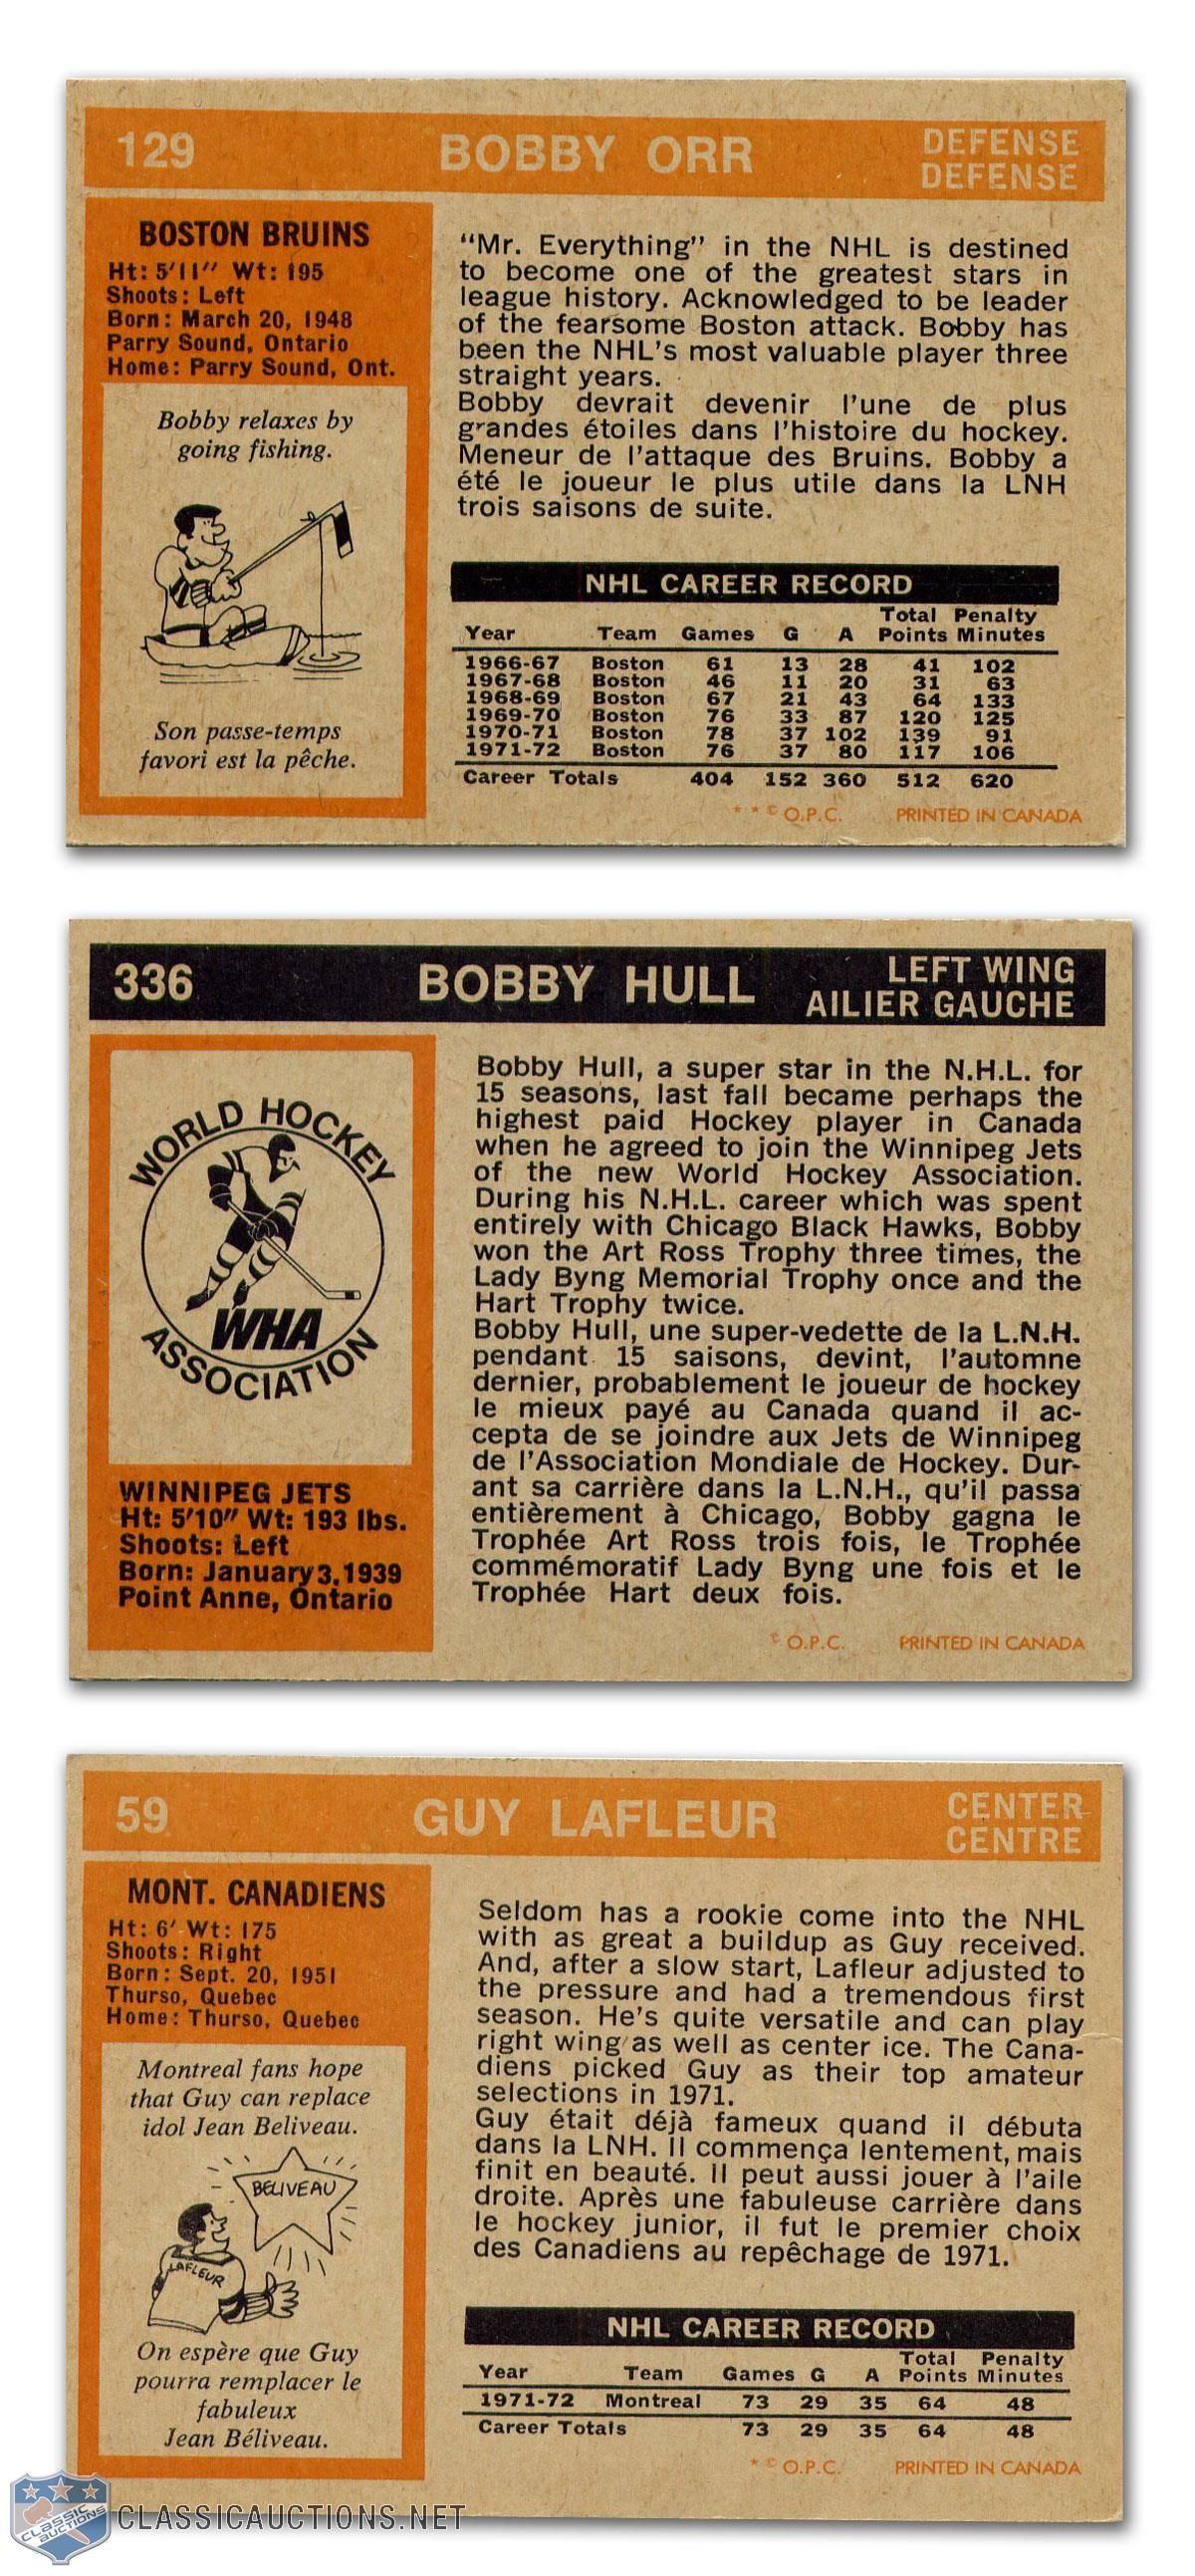 129 BOBBY ORR DEFENSE
DEFENSE
BOSTON BRUINS
Ht: 5'11" Wt: 195
Shoots: Left
Born: March 20, 1948
Parry Sound, Ontario
Home: Parry Sound, Ont.
Bobby relaxes by
going fishing.
Son passe-temps
favori est la pêche.
"Mr. Everything" in the NHL is destined
to become one of the greatest stars in
league history. Acknowledged to be leader
of the fearsome Boston attack. Bobby has
been the NHL's most valuable player three
straight years.
Bobby devrait devenir l'une de plus
grandes étoiles dans l'histoire du hockey.
Meneur de l'attaque des Bruins. Bobby a
été le joueur le plus utile dans la LNH
trois saisons de suite.
NHL CAREER RECORD
Total Penalty
Year Team Games G A Points Minutes
1966-67 Boston 61 13 28 41 102
1967-68 Boston 46 11 20 31 63
1968-69 Boston 67 21 43 64 133
1969-70 Boston 76 33 87 120 125
1970-71 Boston 78 37 102 139 91
1971-72 Boston 76 37 80 117 106
Career Totals 404 152 360 512 620
* * © O.P.C. PRINTED IN CANADA
336 BOBBY HULL LEFT WING
AILIER GAUCHE
WORLD HOCKEY
WHA
ASSOCIATION
WINNIPEG JETS
Ht: 5'10" Wt: 193 lbs.
Shoots: Left
Born: January 3, 1939
Point Anne, Ontario
Bobby Hull, a super star in the N.H.L. for
15 seasons, last fall became perhaps the
highest paid Hockey player in Canada
when he agreed to join the Winnipeg Jets
of the new World Hockey Association.
During his N.H.L. career which was spent
entirely with Chicago Black Hawks, Bobby
won the Art Ross Trophy three times, the
Lady Byng Memorial Trophy once and the
Hart Trophy twice.
Bobby Hull, une super-vedette de la L.N.H.
pendant 15 saisons, devint, l'automne
dernier, probablement le joueur de hockey
le mieux payé au Canada quand il ac-
cepta de se joindre aux Jets de Winnipeg
de l'Association Mondiale de Hockey. Dur-
ant sa carrière dans la L.N.H., qu'il passa
entièrement à Chicago, Bobby gagna le
Trophée Art Ross trois fois, le Trophée
commémoratif Lady Byng une fois et le
Trophée Hart deux fois.
© O.P.C. PRINTED IN CANADA
59 GUY LAFLEUR CENTER
CENTRE
MONT. CANADIENS
Ht: 6' Wt: 175
Shoots: Right
Born: Sept. 20, 1951
Thurso, Quebec
Home: Thurso, Quebec
Montreal fans hope
that Guy can replace
idol Jean Beliveau.
BELIVEAU
LAFLEUR
On espère que Guy
pourra remplacer le
fabuleux
Jean Béliveau.
Seldom has a rookie come into the NHL
with as great a buildup as Guy received.
And, after a slow start, Lafleur adjusted to
the pressure and had a tremendous first
season. He's quite versatile and can play
right wing as well as center ice. The Cana-
diens picked Guy as their top amateur
selections in 1971.
Guy était déjà fameux quand il débuta
dans la LNH. Il commença lentement, mais
finit en beauté. Il peut aussi jouer à l'aile
droite. Après une fabuleuse carrière dans
le hockey junior, il fut le premier choix
des Canadiens au repêchage de 1971.
NHL CAREER RECORD
Total Penalty
Year Team Games G A Points Minutes
1971-72 Montreal 73 29 35 64 48
Career Totals 73 29 35 64 48
* © O.P.C. PRINTED IN CANADA
CLASSIC
AUCTIONS
CLASSICAUCTIONS.NET